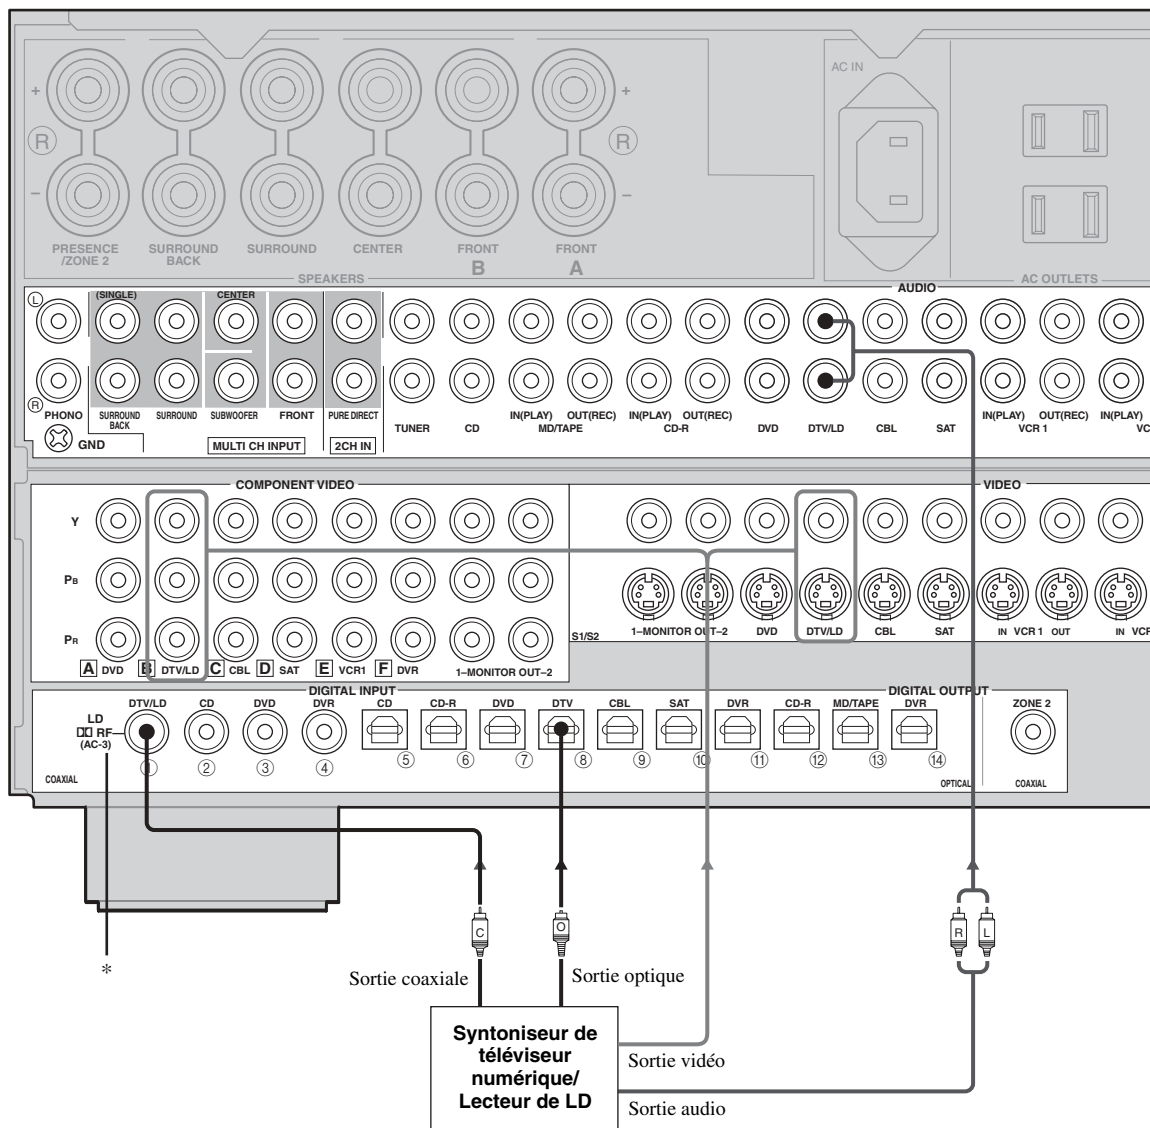 AC IN
+ +
R R
– –
PRESENCE /ZONE 2
SURROUND BACK
SURROUND
CENTER
FRONT B
FRONT A
SPEAKERS
AC OUTLETS
AUDIO
L
(SINGLE)
CENTER
R
PHONO
SURROUND BACK
SURROUND
SUBWOOFER
FRONT
PURE DIRECT
TUNER
CD
IN(PLAY) OUT(REC)
MD/TAPE
IN(PLAY) OUT(REC)
CD-R
DVD
DTV/LD
CBL
SAT
IN(PLAY) OUT(REC)
VCR 1
IN(PLAY)
VC
GND
MULTI CH INPUT
2CH IN
COMPONENT VIDEO
VIDEO
Y
PB
PR
A DVD
B DTV/LD
C CBL
D SAT
E VCR1
F DVR
1–MONITOR OUT–2
S1/S2
1–MONITOR OUT–2
DVD
DTV/LD
CBL
SAT
IN VCR 1 OUT
IN VCR
DIGITAL INPUT
DIGITAL OUTPUT
LD
RF
(AC-3)
DTV/LD CD DVD DVR CD CD-R DVD DTV CBL SAT DVR CD-R MD/TAPE DVR ZONE 2
① ② ③ ④ ⑤ ⑥ ⑦ ⑧ ⑨ ⑩ ⑪ ⑫ ⑬ ⑭
COAXIAL
OPTICAL
COAXIAL
C
O
R L
*
Sortie coaxiale
Sortie optique
Syntoniseur de
téléviseur
numérique/
Lecteur de LD
Sortie vidéo
Sortie audio